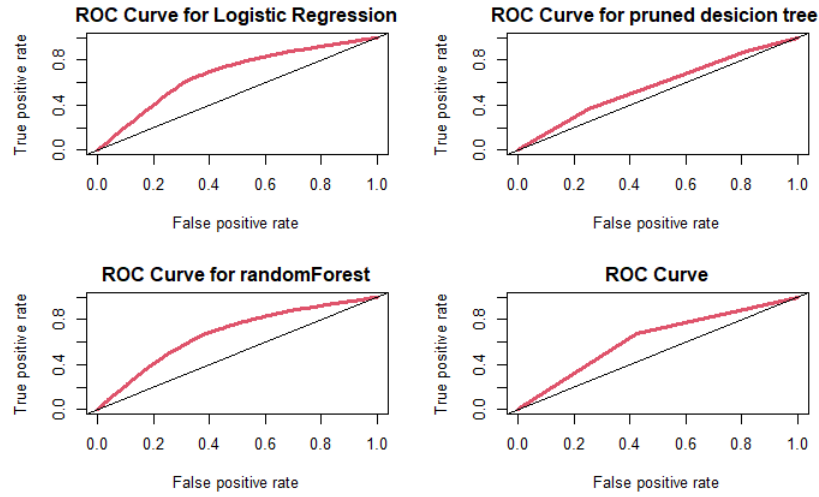 ROC Curve for Logistic Regression
True positive rate
0.0 0.4 0.8
0.0 0.2 0.4 0.6 0.8 1.0
False positive rate
ROC Curve for pruned desicion tree
True positive rate
0.0 0.4 0.8
0.0 0.2 0.4 0.6 0.8 1.0
False positive rate
ROC Curve for randomForest
True positive rate
0.0 0.4 0.8
0.0 0.2 0.4 0.6 0.8 1.0
False positive rate
ROC Curve
True positive rate
0.0 0.4 0.8
0.0 0.2 0.4 0.6 0.8 1.0
False positive rate